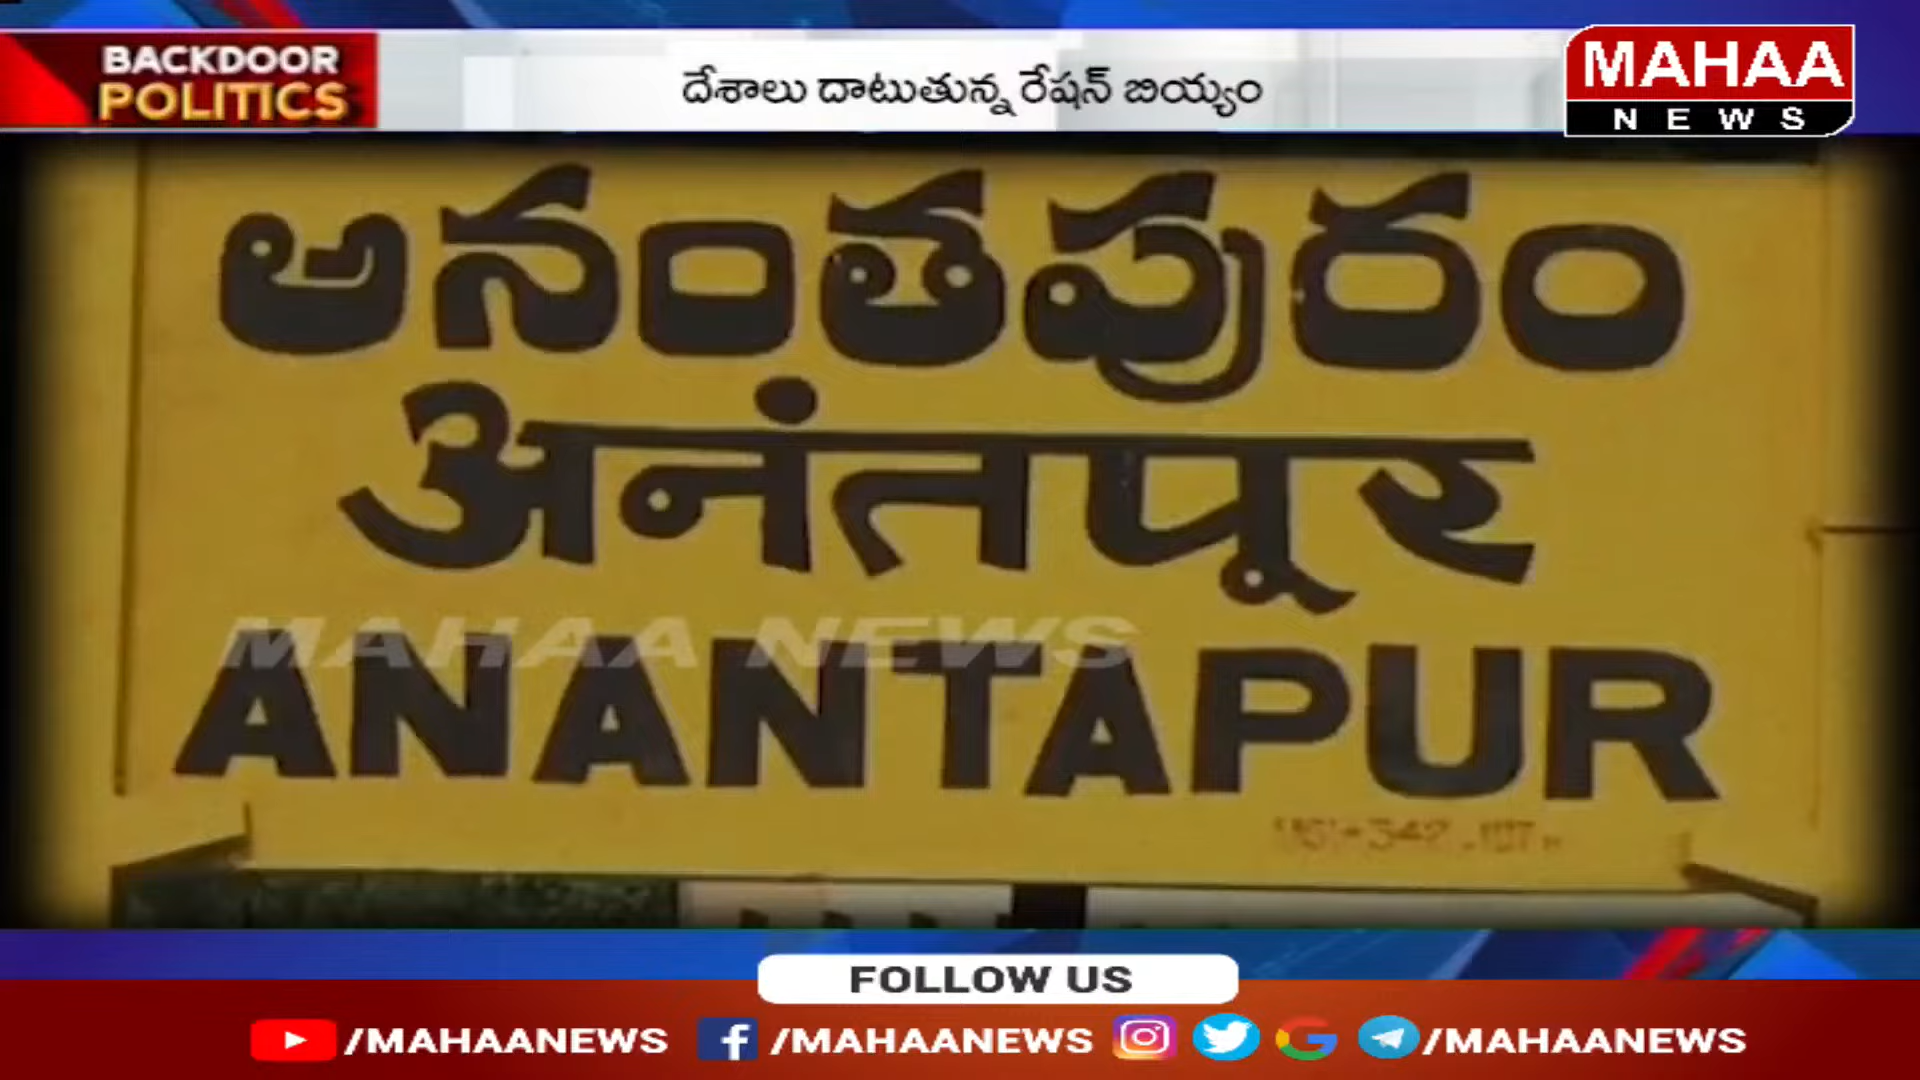 BACKDOOR
POLITICS
దేశాలు దాటుతున్న రేషన్ బియ్యం
MAHAA
NEWS
అనంతపురం
अनंतपूर
MAHAA NEWS
ANANTAPUR
FOLLOW US
/MAHAANEWS /MAHAANEWS /MAHAANEWS